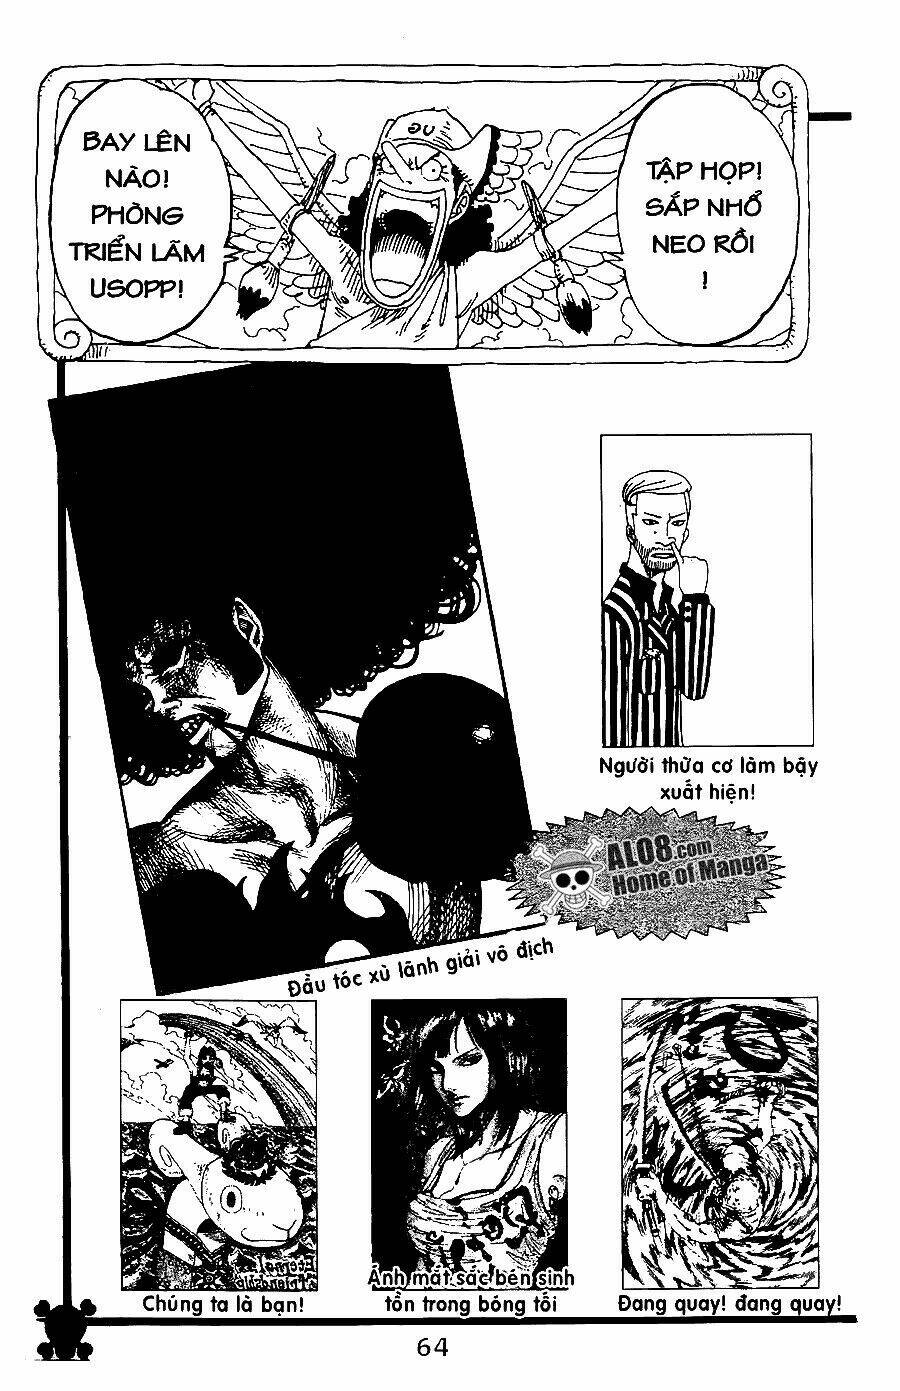 BAY LÊN
NÀO!
PHÒNG
TRIỂN LÃM
USOPP!
TẬP HỌP!
SẮP NHỔ
NEO RỒI
!
Người thừa cơ làm bậy
xuất hiện!
AL08.com
Home of Manga
Đầu tóc xù lãnh giải vô địch
Chúng ta là bạn!
Ánh mắt sắc bén sinh
tồn trong bóng tối
Đang quay! đang quay!
64